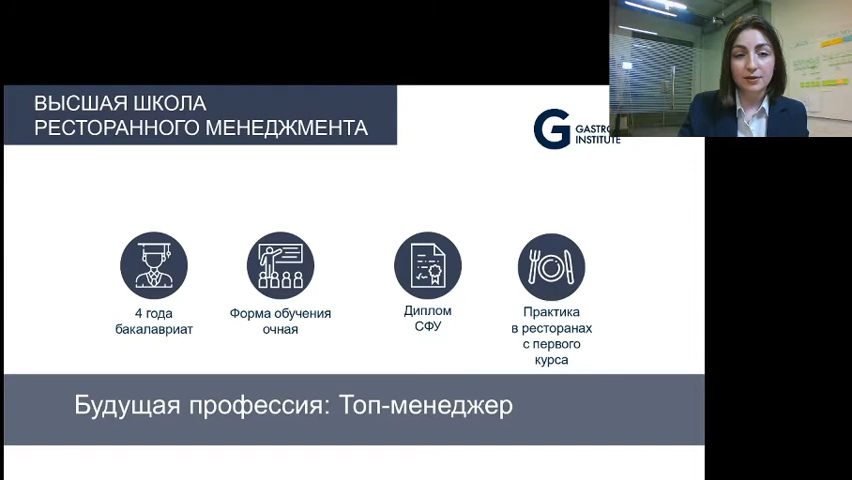 ВЫСШАЯ ШКОЛА
РЕСТОРАННОГО МЕНЕДЖМЕНТА
G
INSTITUTE
4 года
бакалавриат
Форма обучения
очная
Диплом
СФУ
Практика
в ресторанах
с первого
курса
Будущая профессия: Топ-менеджер